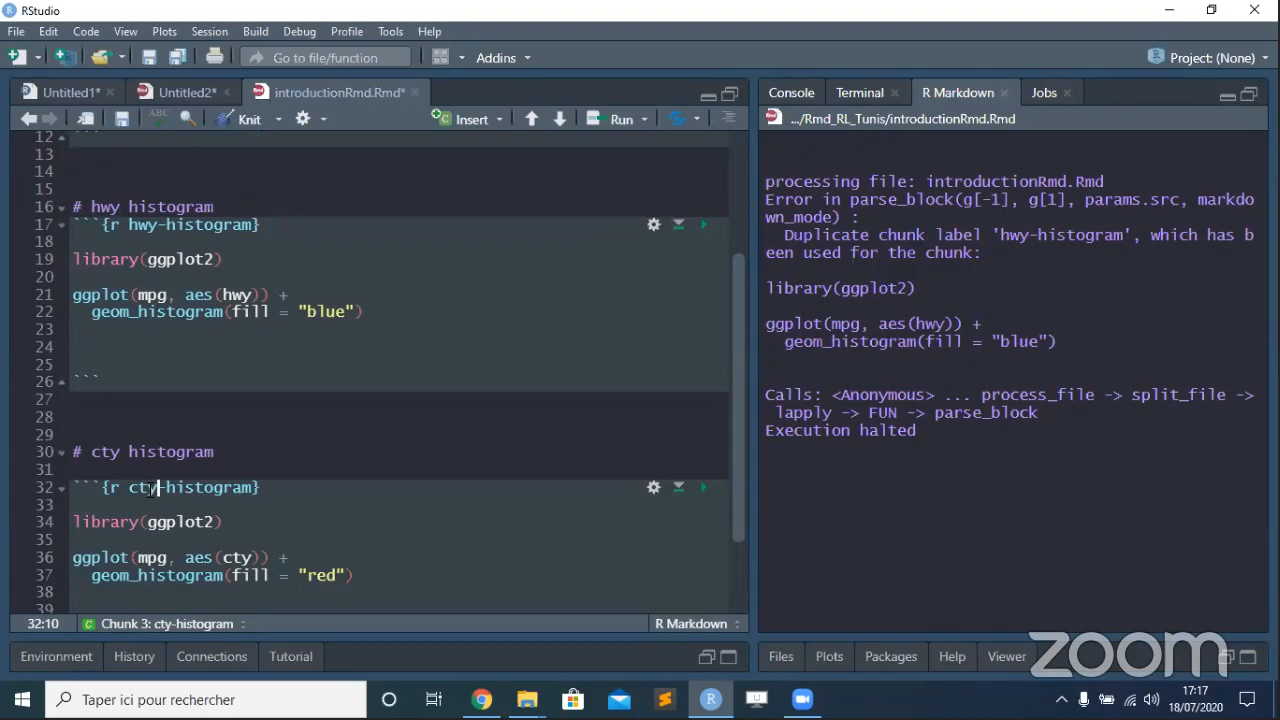 RStudio
File Edit Code View Plots Session Build Debug Profile Tools Help
Go to file/function Addins Project: (None)
Untitled1* Untitled2* introductionRmd.Rmd*
ABC Knit Insert Run
12 ```
13
14
15
16 # hwy histogram
17 ```{r hwy-histogram}
18
19 library(ggplot2)
20
21 ggplot(mpg, aes(hwy)) +
22 geom_histogram(fill = "blue")
23
24
25
26 ```
27
28
29
30 # cty histogram
31
32 ```{r cty-histogram}
33
34 library(ggplot2)
35
36 ggplot(mpg, aes(cty)) +
37 geom_histogram(fill = "red")
38
39
32:10 Chunk 3: cty-histogram R Markdown
Environment History Connections Tutorial
Console Terminal R Markdown Jobs
.../Rmd_RL_Tunis/introductionRmd.Rmd
processing file: introductionRmd.Rmd
Error in parse_block(g[-1], g[1], params.src, markdo
wn_mode) :
Duplicate chunk label 'hwy-histogram', which has b
een used for the chunk:
library(ggplot2)
ggplot(mpg, aes(hwy)) +
geom_histogram(fill = "blue")
Calls: <Anonymous> ... process_file -> split_file ->
lapply -> FUN -> parse_block
Execution halted
Files Plots Packages Help Viewer
zoom
Taper ici pour rechercher
17:17
18/07/2020